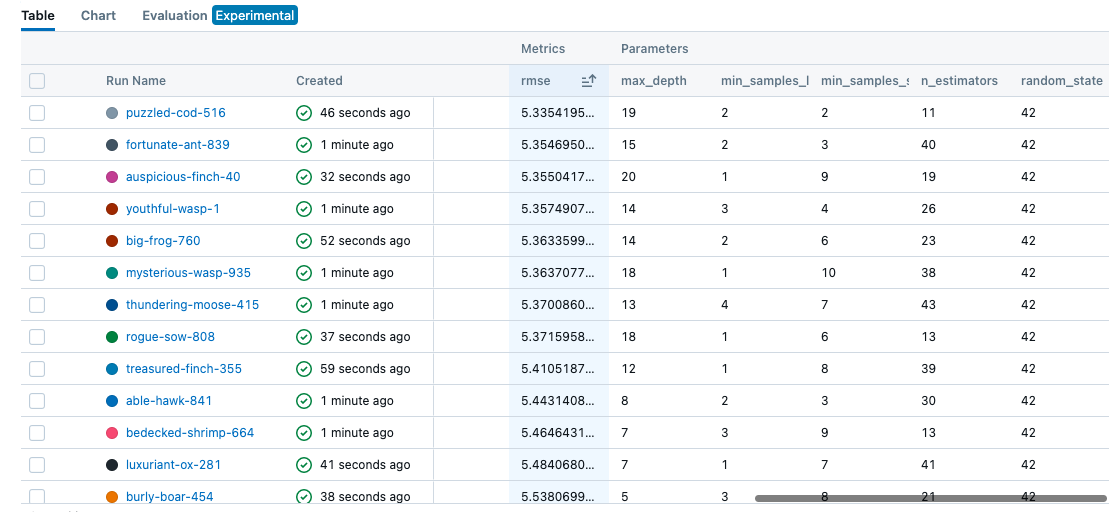 Table Chart Evaluation Experimental
Metrics Parameters
Run Name Created rmse max_depth min_samples_l min_samples_s n_estimators random_state
puzzled-cod-516 46 seconds ago 5.3354195... 19 2 2 11 42
fortunate-ant-839 1 minute ago 5.3546950... 15 2 3 40 42
auspicious-finch-40 32 seconds ago 5.3550417... 20 1 9 19 42
youthful-wasp-1 1 minute ago 5.3574907... 14 3 4 26 42
big-frog-760 52 seconds ago 5.3633599... 14 2 6 23 42
mysterious-wasp-935 1 minute ago 5.3637077... 18 1 10 38 42
thundering-moose-415 1 minute ago 5.3700860... 13 4 7 43 42
rogue-sow-808 37 seconds ago 5.3715958... 18 1 6 13 42
treasured-finch-355 59 seconds ago 5.4105187... 12 1 8 39 42
able-hawk-841 1 minute ago 5.4431408... 8 2 3 30 42
bedecked-shrimp-664 1 minute ago 5.4646431... 7 3 9 13 42
luxuriant-ox-281 41 seconds ago 5.4840680... 7 1 7 41 42
burly-boar-454 38 seconds ago 5.5380699... 5 3 8 21 42